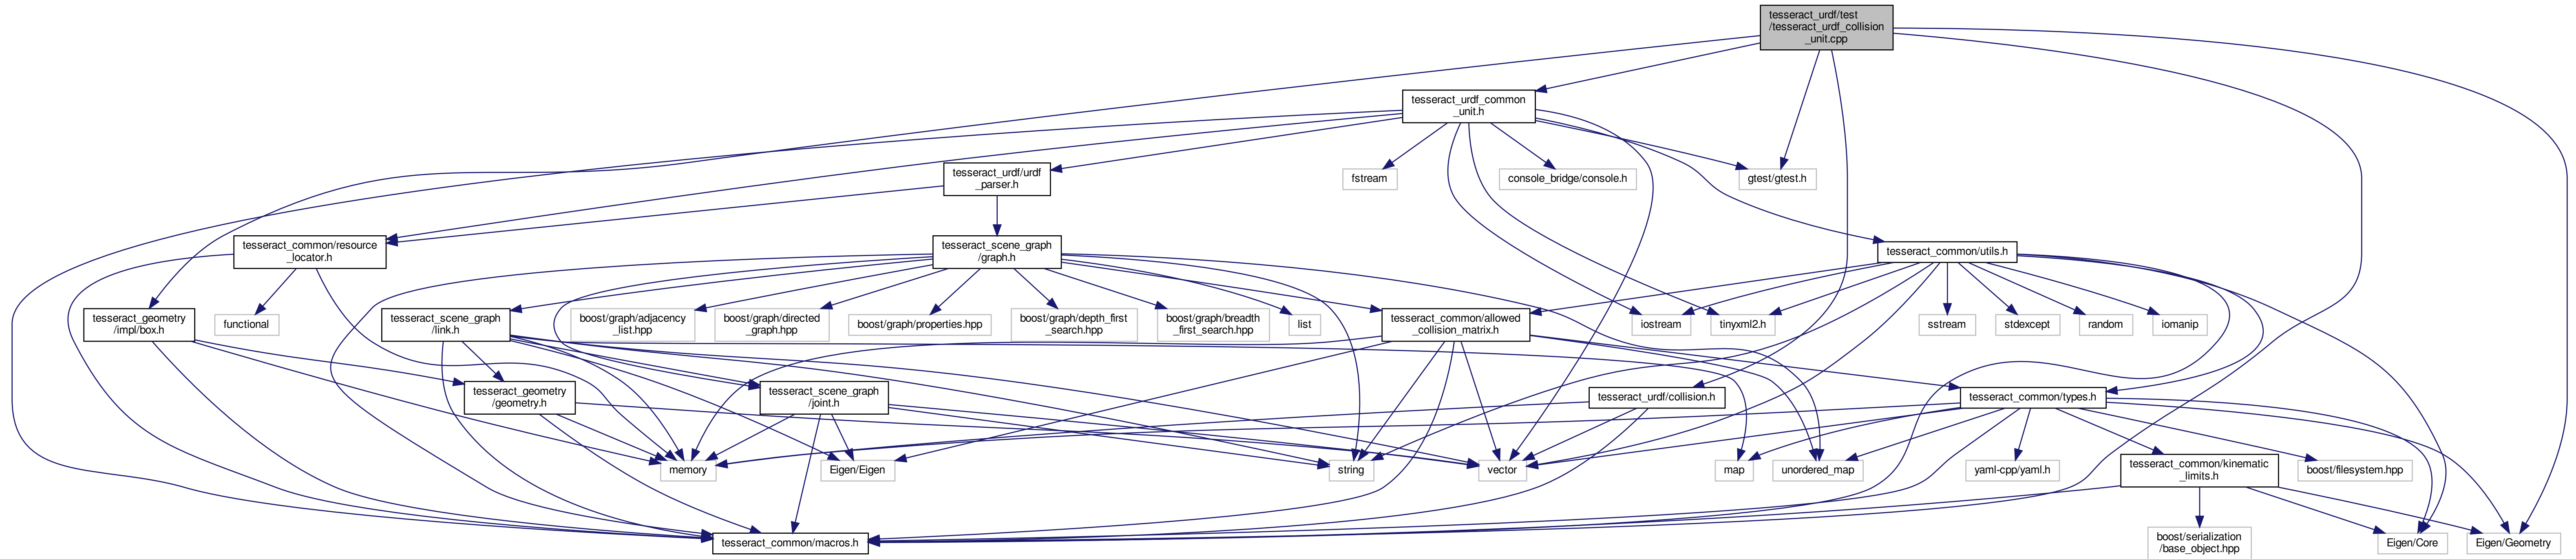 tesseract_urdf/test
/tesseract_urdf_collision
_unit.cpp
tesseract_urdf_common
_unit.h
tesseract_urdf/urdf
_parser.h
fstream
console_bridge/console.h
gtest/gtest.h
tesseract_common/resource
_locator.h
tesseract_scene_graph
/graph.h
tesseract_common/utils.h
tesseract_geometry
/impl/box.h
functional
tesseract_scene_graph
/link.h
boost/graph/adjacency
_list.hpp
boost/graph/directed
_graph.hpp
boost/graph/properties.hpp
boost/graph/depth_first
_search.hpp
boost/graph/breadth
_first_search.hpp
list
tesseract_common/allowed
_collision_matrix.h
iostream
tinyxml2.h
sstream
stdexcept
random
iomanip
tesseract_geometry
/geometry.h
tesseract_scene_graph
/joint.h
tesseract_urdf/collision.h
tesseract_common/types.h
memory
Eigen/Eigen
string
vector
map
unordered_map
yaml-cpp/yaml.h
tesseract_common/kinematic
_limits.h
boost/filesystem.hpp
tesseract_common/macros.h
boost/serialization
/base_object.hpp
Eigen/Core
Eigen/Geometry